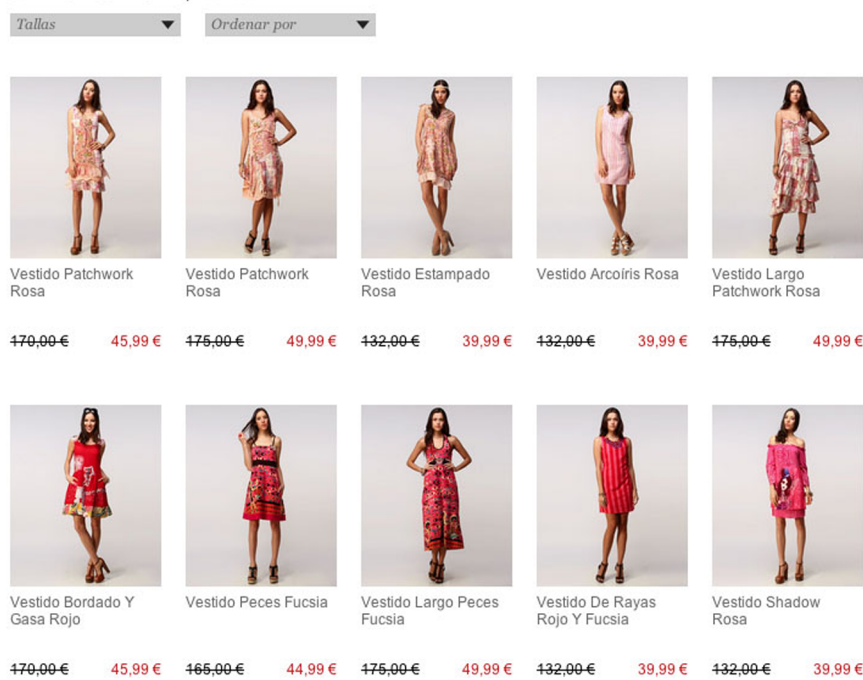 Tallas Ordenar por
Vestido Patchwork
Rosa
170,00 € 45,99 €
Vestido Patchwork
Rosa
175,00 € 49,99 €
Vestido Estampado
Rosa
132,00 € 39,99 €
Vestido Arcoíris Rosa
132,00 € 39,99 €
Vestido Largo
Patchwork Rosa
175,00 € 49,99 €
Vestido Bordado Y
Gasa Rojo
170,00 € 45,99 €
Vestido Peces Fucsia
165,00 € 44,99 €
Vestido Largo Peces
Fucsia
175,00 € 49,99 €
Vestido De Rayas
Rojo Y Fucsia
132,00 € 39,99 €
Vestido Shadow
Rosa
132,00 € 39,99 €